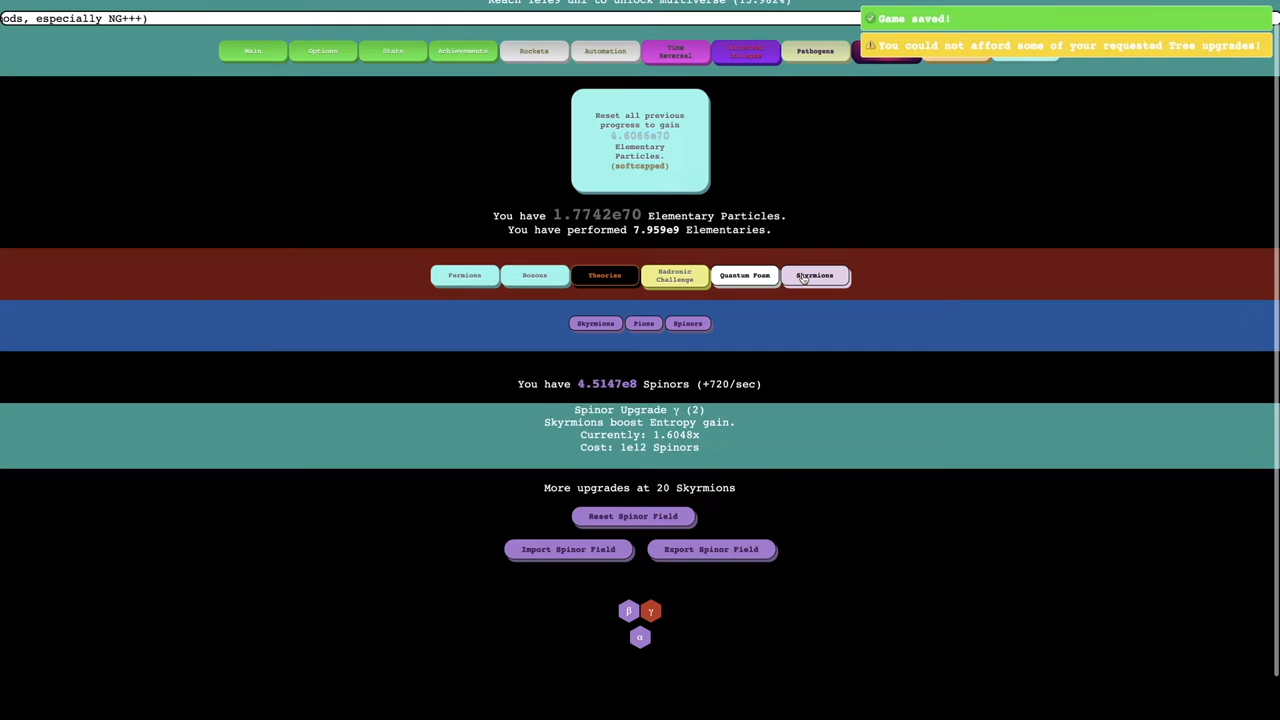 ods, especially NG+++)
Game saved!
You could not afford some of your requested Tree upgrades!
Main
Options
Stats
Achievements
Rockets
Automation
Time
Reversal
Pathogens
Reset all previous
progress to gain
4.6066e70
Elementary
Particles.
(softcapped)
You have 1.7742e70 Elementary Particles.
You have performed 7.959e9 Elementaries.
Fermions
Bosons
Theories
Hadronic
Challenge
Quantum Foam
Skyrmions
Skyrmions
Pions
Spinors
You have 4.5147e8 Spinors (+720/sec)
Spinor Upgrade γ (2)
Skyrmions boost Entropy gain.
Currently: 1.6048x
Cost: 1e12 Spinors
More upgrades at 20 Skyrmions
Reset Spinor Field
Import Spinor Field
Export Spinor Field
β
γ
α